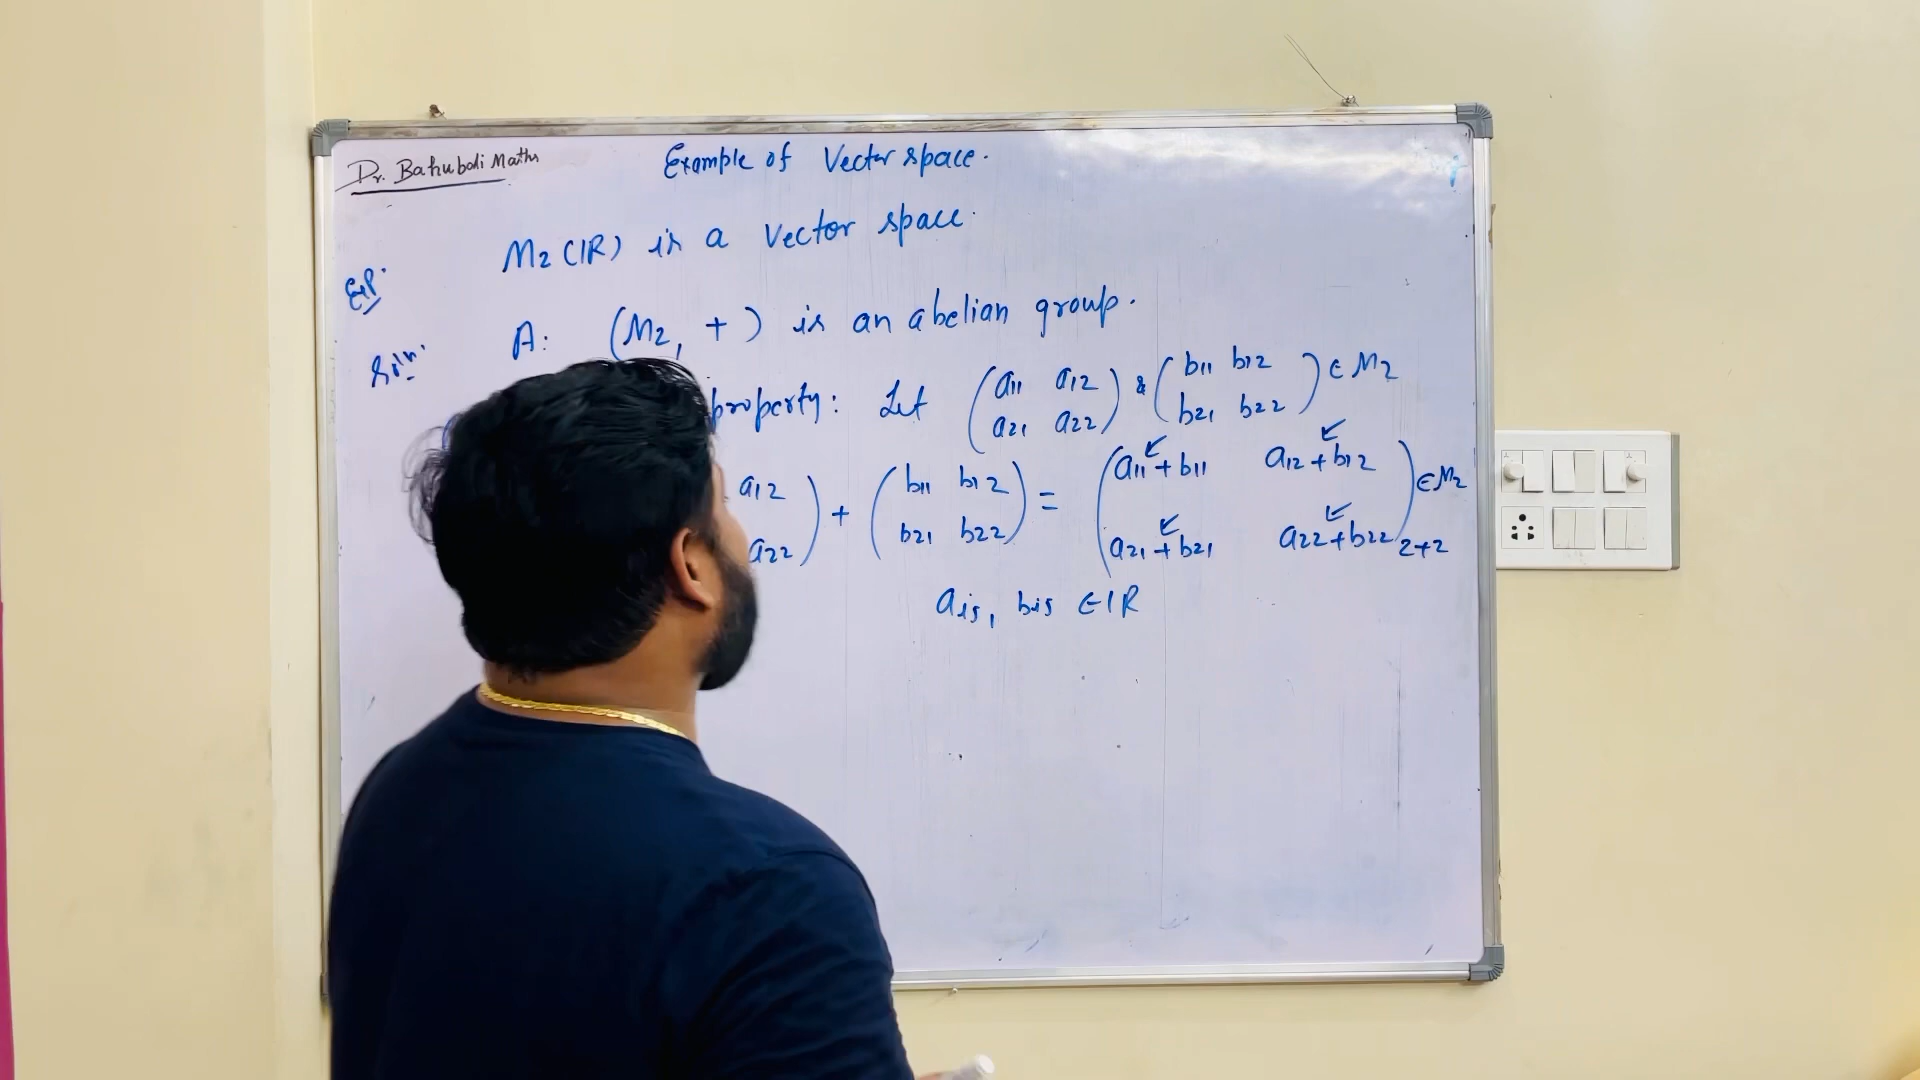 Dr. Bahubali Maths
Example of Vector space.
Exp. M2 (IR) is a vector space.
Soln. A: (M2, +) is an abelian group.
property: Let (a11 a12 a21 a22) & (b11 b12 b21 b22) ∈ M2
a12 a22) + (b11 b12 b21 b22) = (a11+b11 a12+b12 a21+b21 a22+b22)2+2 ∈ M2
aij, bij ∈ IR